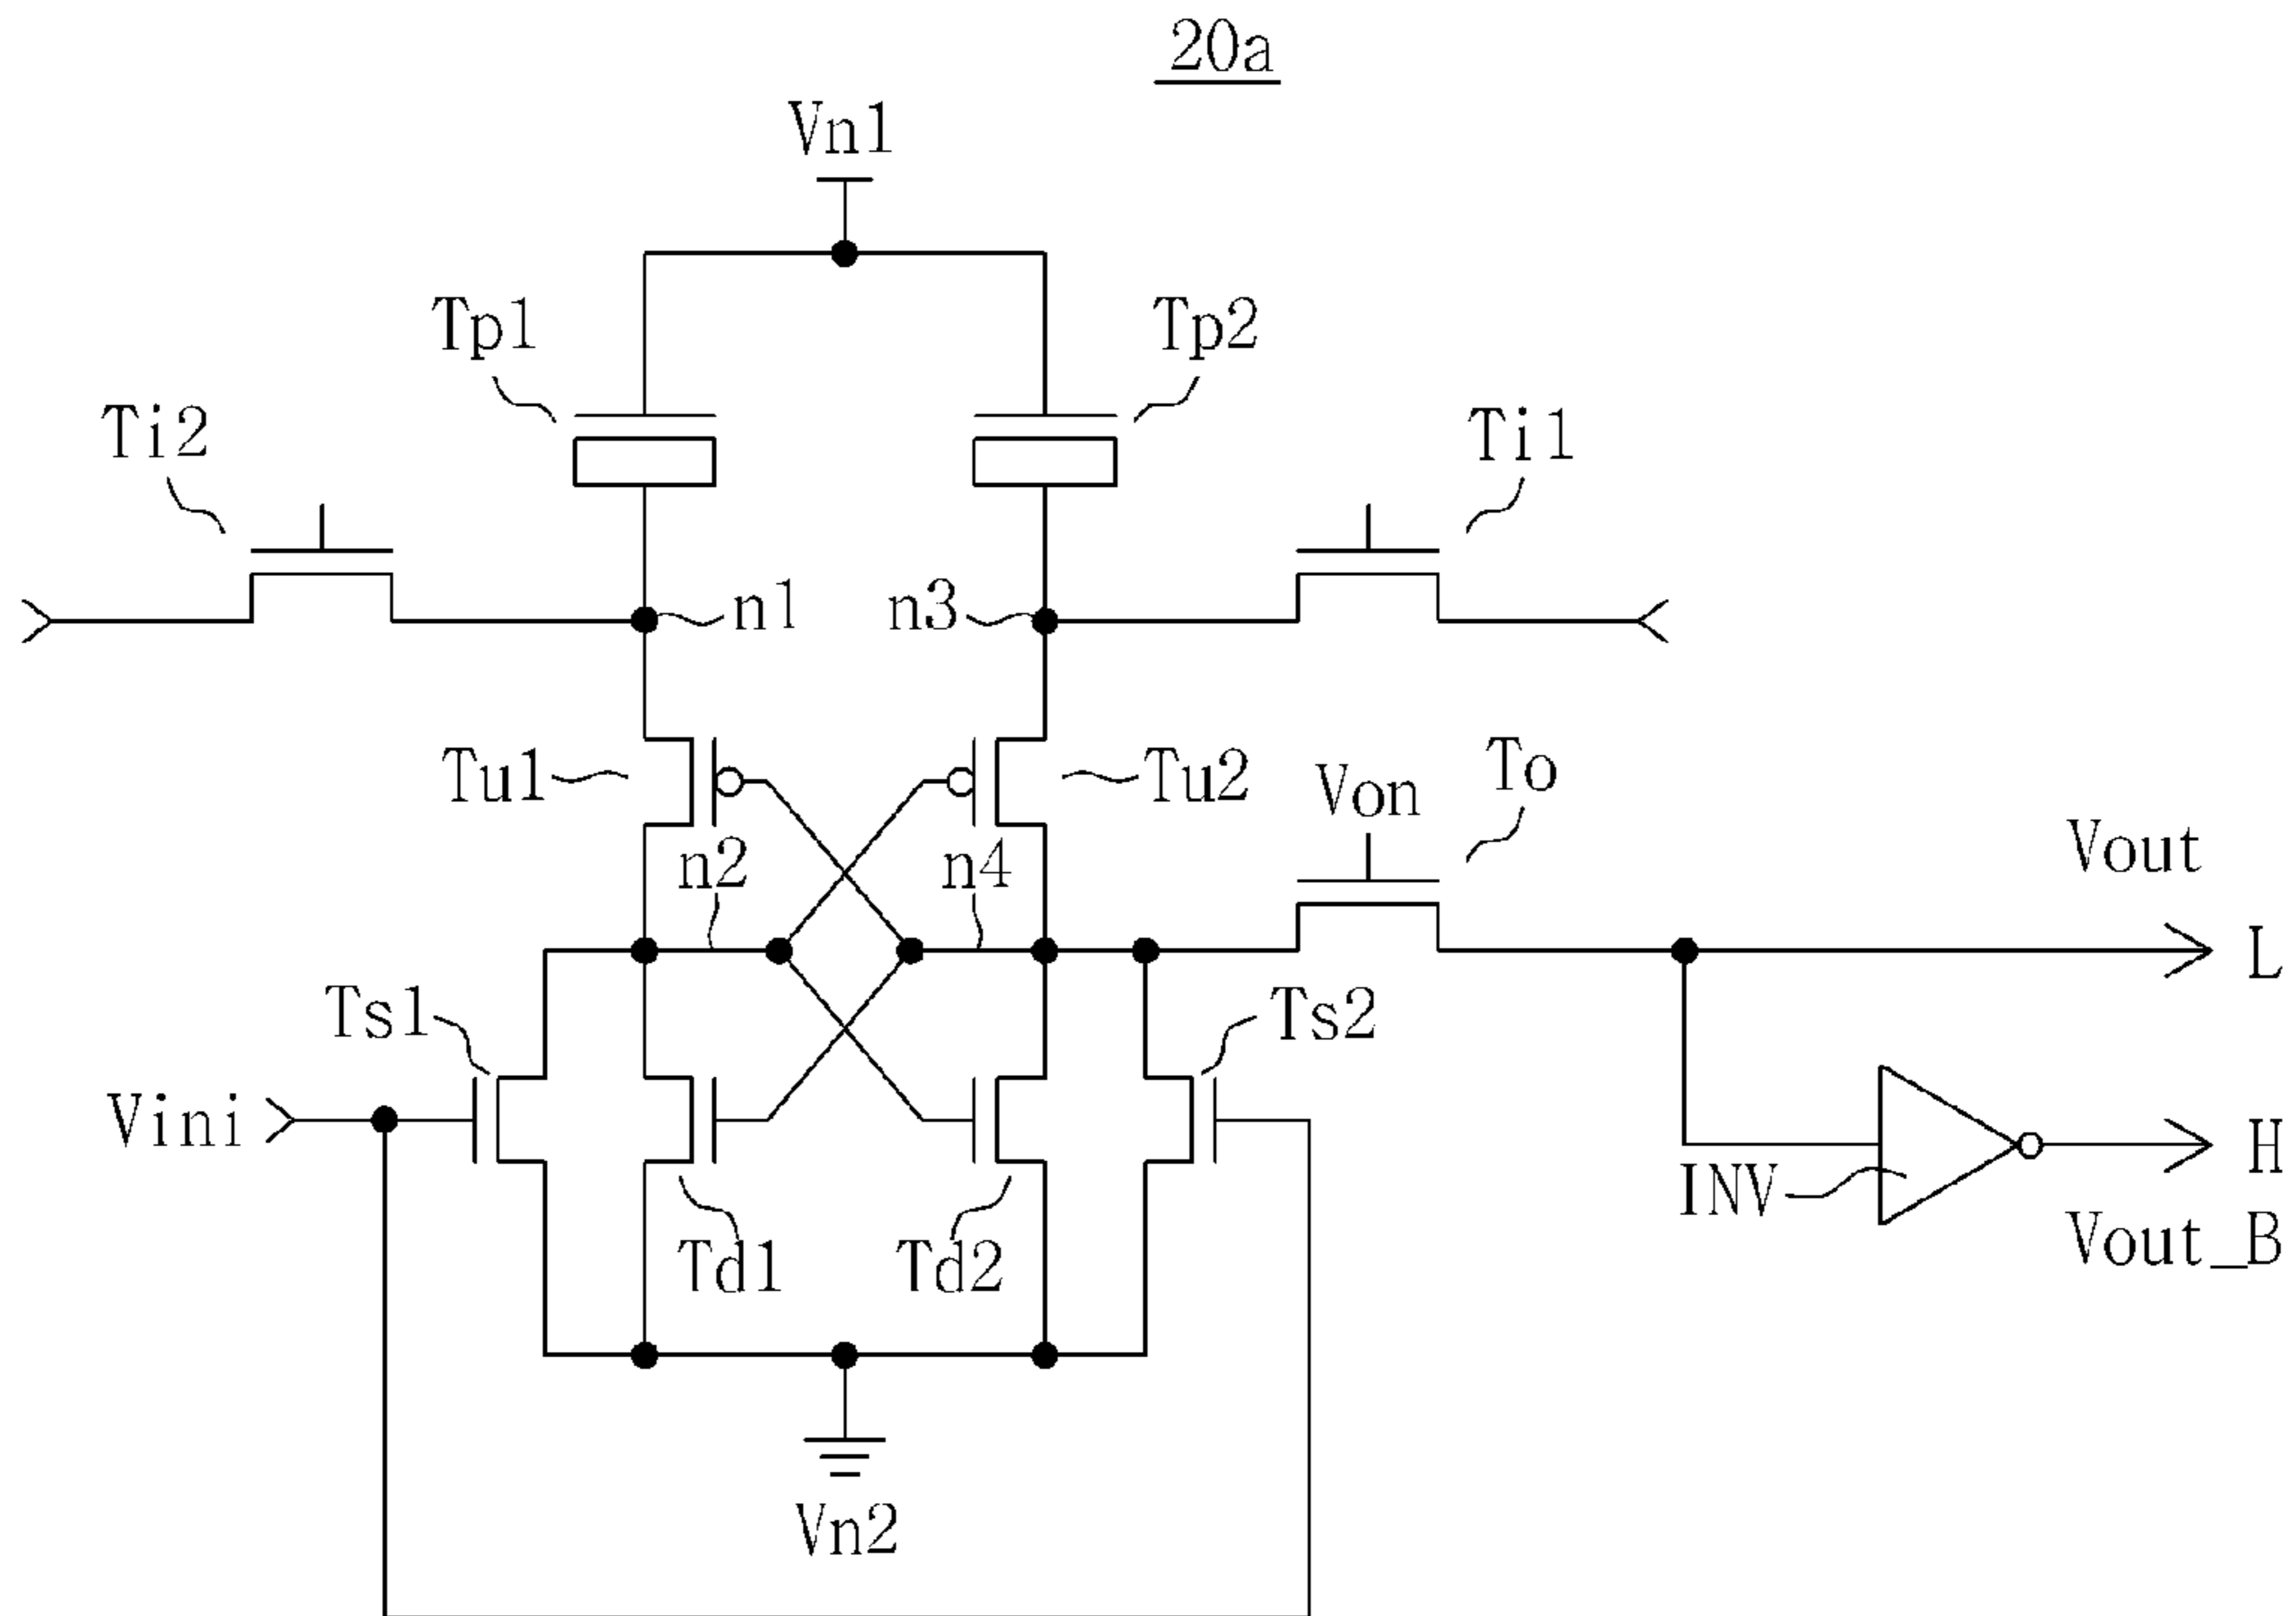 20a
Vn1
Tp1
Tp2
Ti2
Ti1
n1
n3
Tu1
Tu2
Von
To
Vout
n2
n4
L
Ts1
Ts2
Vini
H
INV
Td1
Td2
Vout_B
Vn2